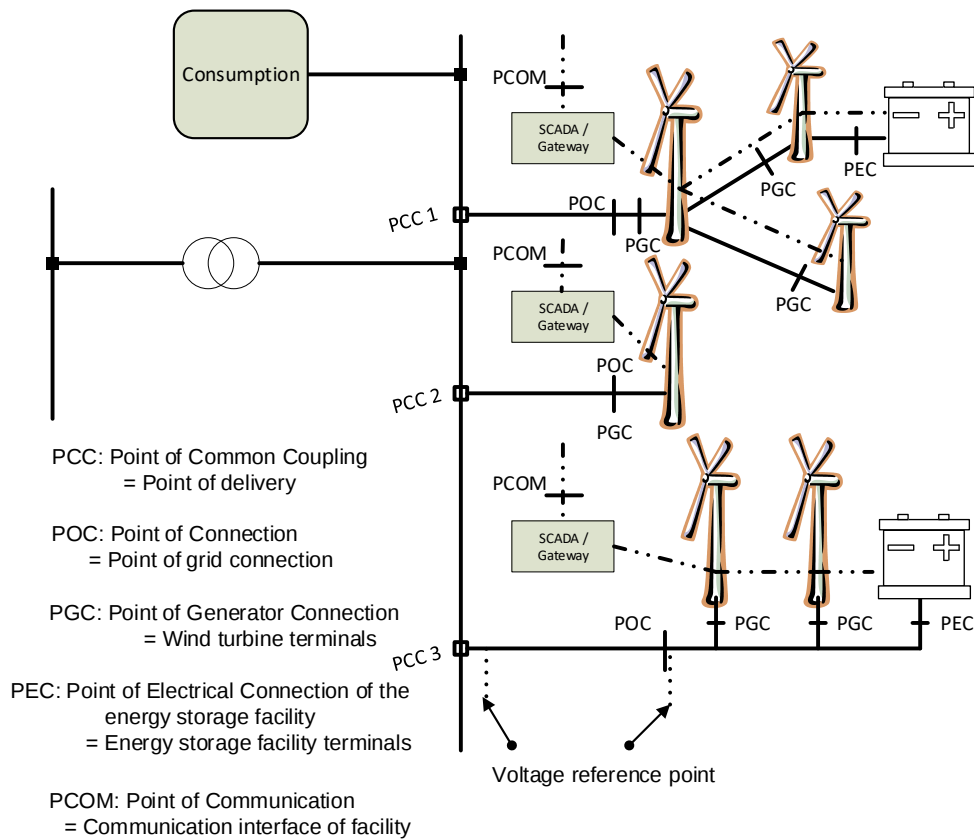 Consumption
PCOM
SCADA /
Gateway
PEC
PGC
PCC 1
POC
PGC
PGC
PCOM
SCADA /
Gateway
POC
PCC 2
PGC
PCC: Point of Common Coupling
= Point of delivery
PCOM
POC: Point of Connection
= Point of grid connection
SCADA /
Gateway
PGC: Point of Generator Connection
= Wind turbine terminals
POC
PGC
PGC
PEC
PCC 3
PEC: Point of Electrical Connection of the
energy storage facility
= Energy storage facility terminals
Voltage reference point
PCOM: Point of Communication
= Communication interface of facility